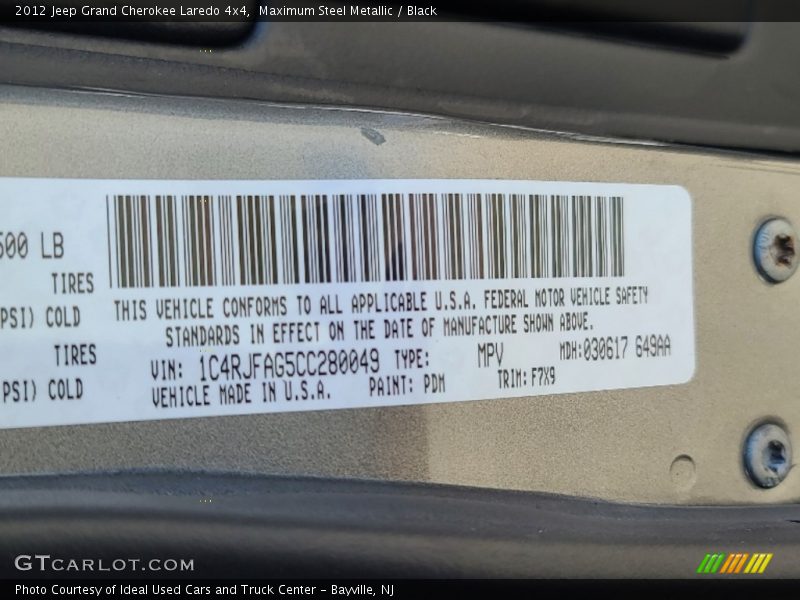 2012 Jeep Grand Cherokee Laredo 4x4, Maximum Steel Metallic / Black
500 LB
TIRES
PSI) COLD
TIRES
PSI) COLD
THIS VEHICLE CONFORMS TO ALL APPLICABLE U.S.A. FEDERAL MOTOR VEHICLE SAFETY
STANDARDS IN EFFECT ON THE DATE OF MANUFACTURE SHOWN ABOVE.
VIN: 1C4RJFAG5CC280049 TYPE: MPV MDH:030617 649AA
VEHICLE MADE IN U.S.A. PAINT: PDM TRIM: F7X9
GTCARLOT.COM
Photo Courtesy of Ideal Used Cars and Truck Center - Bayville, NJ